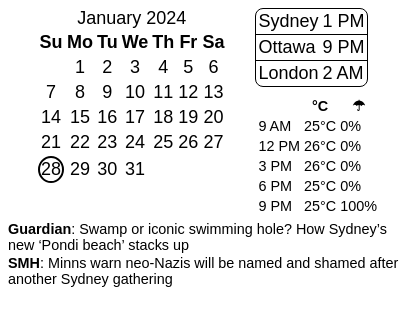 January 2024
Su Mo Tu We Th Fr Sa
1 2 3 4 5 6
7 8 9 10 11 12 13
14 15 16 17 18 19 20
21 22 23 24 25 26 27
28 29 30 31
Sydney 1 PM
Ottawa 9 PM
London 2 AM
°C ☂
9 AM 25°C 0%
12 PM 26°C 0%
3 PM 26°C 0%
6 PM 25°C 0%
9 PM 25°C 100%
Guardian: Swamp or iconic swimming hole? How Sydney’s
new ‘Pondi beach’ stacks up
SMH: Minns warn neo-Nazis will be named and shamed after
another Sydney gathering